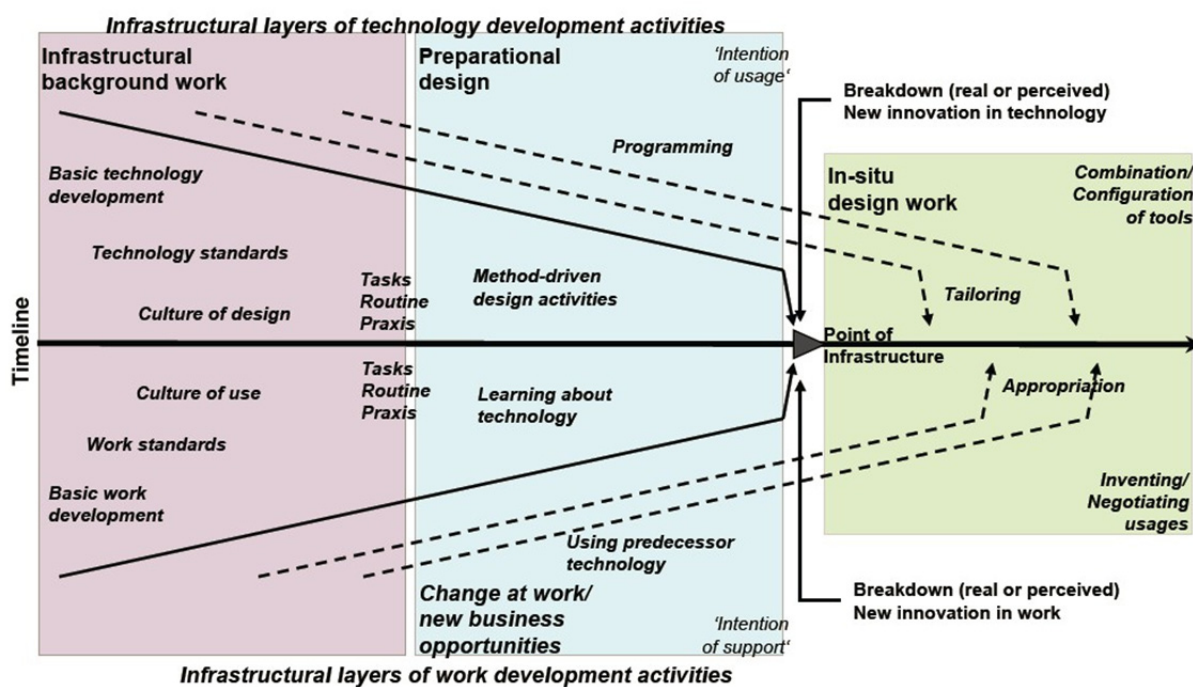 Infrastructural layers of technology development activities
Infrastructural
background work
Preparational
design
'Intention
of usage'
Breakdown (real or perceived)
New innovation in technology
Programming
Basic technology
development
In-situ
design work
Combination/
Configuration
of tools
Technology standards
Tasks
Routine
Praxis
Method-driven
design activities
Tailoring
Culture of design
Timeline
Point of
Infrastructure
Tasks
Routine
Praxis
Culture of use
Learning about
technology
Appropriation
Work standards
Basic work
development
Inventing/
Negotiating
usages
Using predecessor
technology
Change at work/
new business
opportunities
'Intention
of support'
Breakdown (real or perceived)
New innovation in work
Infrastructural layers of work development activities